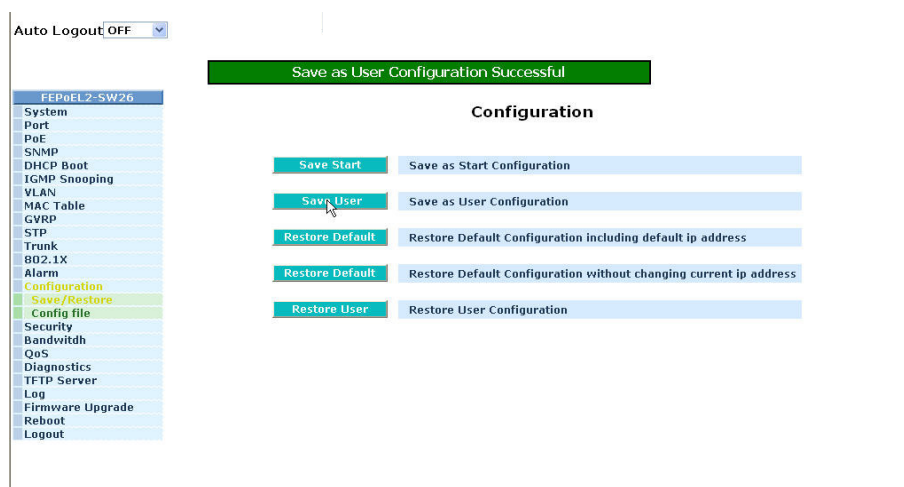 Auto Logout OFF
Save as User Configuration Successful
FEPoEL2-SW26
System
Port
PoE
SNMP
DHCP Boot
IGMP Snooping
VLAN
MAC Table
GVRP
STP
Trunk
802.1X
Alarm
Configuration
Save/Restore
Config file
Security
Bandwitdh
QoS
Diagnostics
TFTP Server
Log
Firmware Upgrade
Reboot
Logout
Configuration
Save Start Save as Start Configuration
Save User Save as User Configuration
Restore Default Restore Default Configuration including default ip address
Restore Default Restore Default Configuration without changing current ip address
Restore User Restore User Configuration